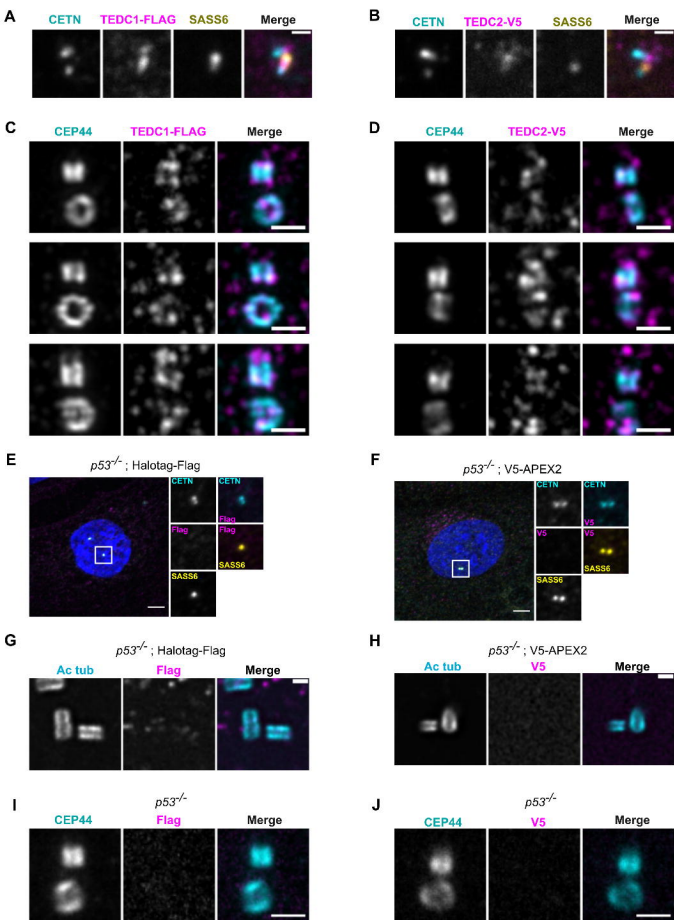 A
CETN TEDC1-FLAG SASS6
B
CETN TEDC2-V5 SASS6
C
CEP44 TEDC1-FLAG Merge
D
CEP44 TEDC2-V5 Merge
E
p53-/- ; Halotag-Flag
CETN CETN
Flag
Flag Flag
SASS6
SASS6
F
p53-/- ; V5-APEX2
CETN CETN
V5
V5 V5
SASS6
SASS6
G
p53-/- ; Halotag-Flag
Ac tub Flag Merge
H
p53-/- ; V5-APEX2
Ac tub V5 Merge
I
p53-/-
CEP44 Flag Merge
J
p53-/-
CEP44 V5 Merge